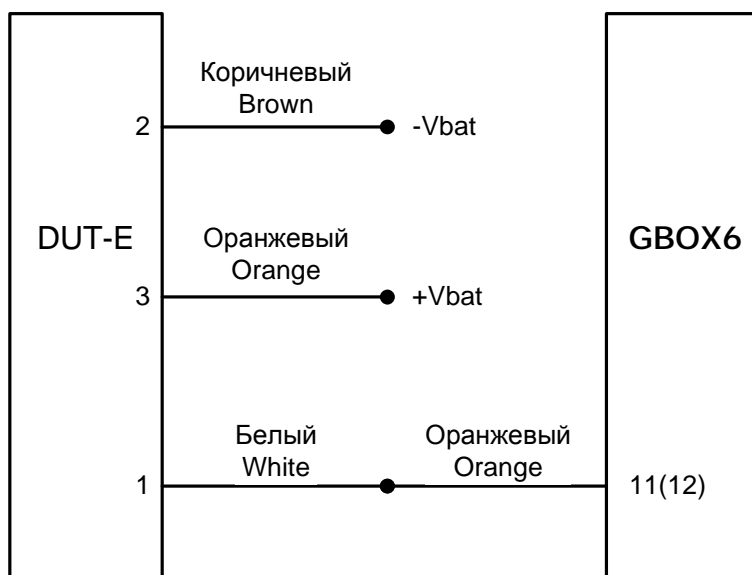 Коричневый
Brown
2
-Vbat
DUT-E
Оранжевый
Orange
GBOX6
3
+Vbat
Белый
White
Оранжевый
Orange
1
11(12)